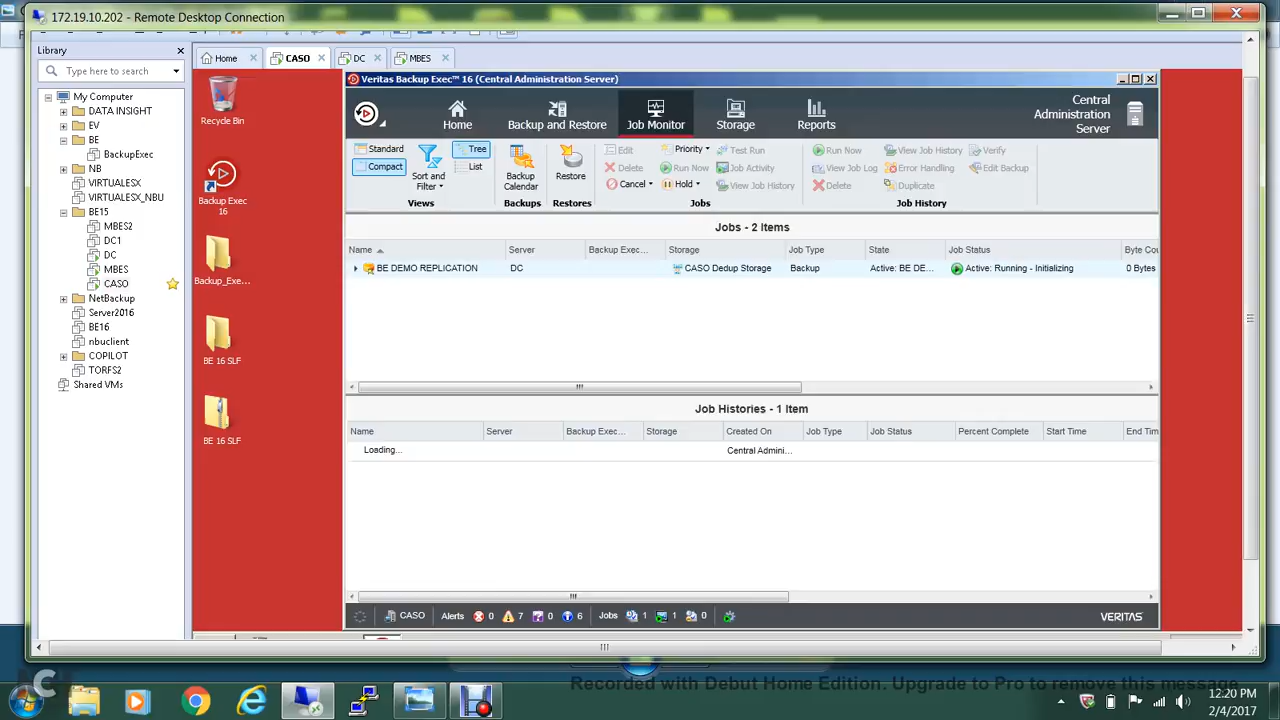 172.19.10.202 - Remote Desktop Connection
Library
Type here to search
My Computer
DATA INSIGHT
EV
BE
BackupExec
NB
VIRTUALESX
VIRTUALESX_NBU
BE15
MBES2
DC1
DC
MBES
CASO
NetBackup
Server2016
BE16
nbuclient
COPILOT
TORFS2
Shared VMs
Home CASO DC MBES
Recycle Bin
Backup Exec
16
Backup_Exe...
BE 16 SLF
BE 16 SLF
Veritas Backup Exec™ 16 (Central Administration Server)
Home Backup and Restore Job Monitor Storage Reports
Central
Administration
Server
Standard
Compact
Sort and
Filter
Tree
List
Views
Backup
Calendar
Backups
Restore
Restores
Edit Priority Test Run
Delete Run Now Job Activity
Cancel Hold View Job History
Jobs
Run Now View Job History Verify
View Job Log Error Handling Edit Backup
Delete Duplicate
Job History
Jobs - 2 Items
Name Server Backup Exec... Storage Job Type State Job Status Byte Cou
BE DEMO REPLICATION DC CASO Dedup Storage Backup Active: BE DE... Active: Running - Initializing 0 Bytes
Job Histories - 1 Item
Name Server Backup Exec... Storage Created On Job Type Job Status Percent Complete Start Time End Tim
Loading... Central Admini...
CASO Alerts 0 7 0 6 Jobs 1 1 0 VERITAS
Recorded with Debut Home Edition. Upgrade to Pro to remove this message
12:20 PM
2/4/2017